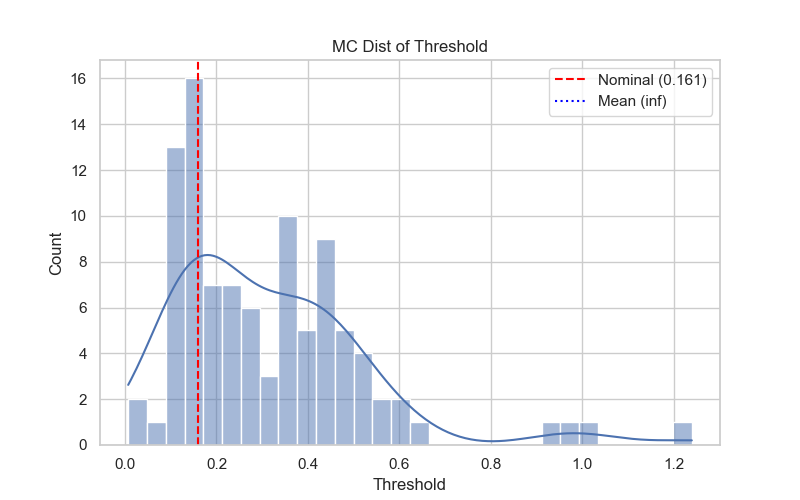 MC Dist of Threshold
Nominal (0.161)
Mean (inf)
Count
16
14
12
10
8
6
4
2
0
0.0 0.2 0.4 0.6 0.8 1.0 1.2
Threshold